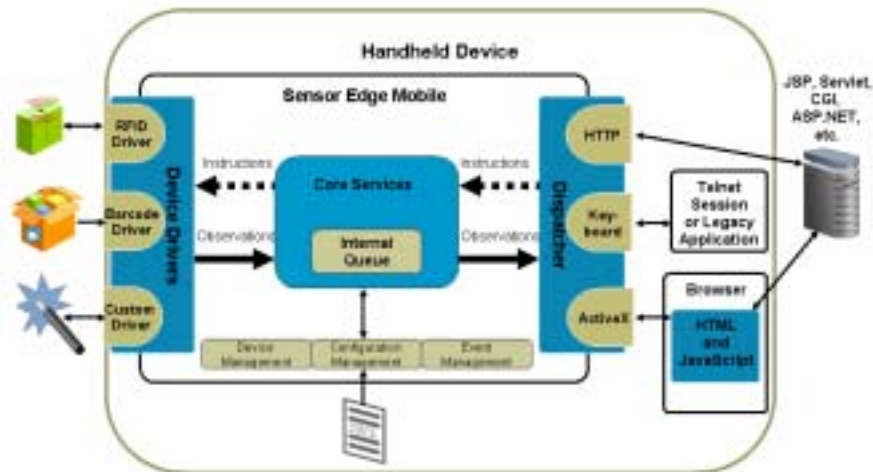 Handheld Device
Sensor Edge Mobile
RFID
Driver
Barcode
Driver
Custom
Driver
Device Drivers
Instructions
Observations
Core Services
Internal
Queue
Instructions
Observations
Device
Management
Configuration
Management
Event
Management
Dispatcher
HTTP
Key-
board
ActiveX
JSP, Servlet,
CGI,
ASP.NET,
etc.
Telnet
Session
or Legacy
Application
Browser
HTML
and
JavaScript